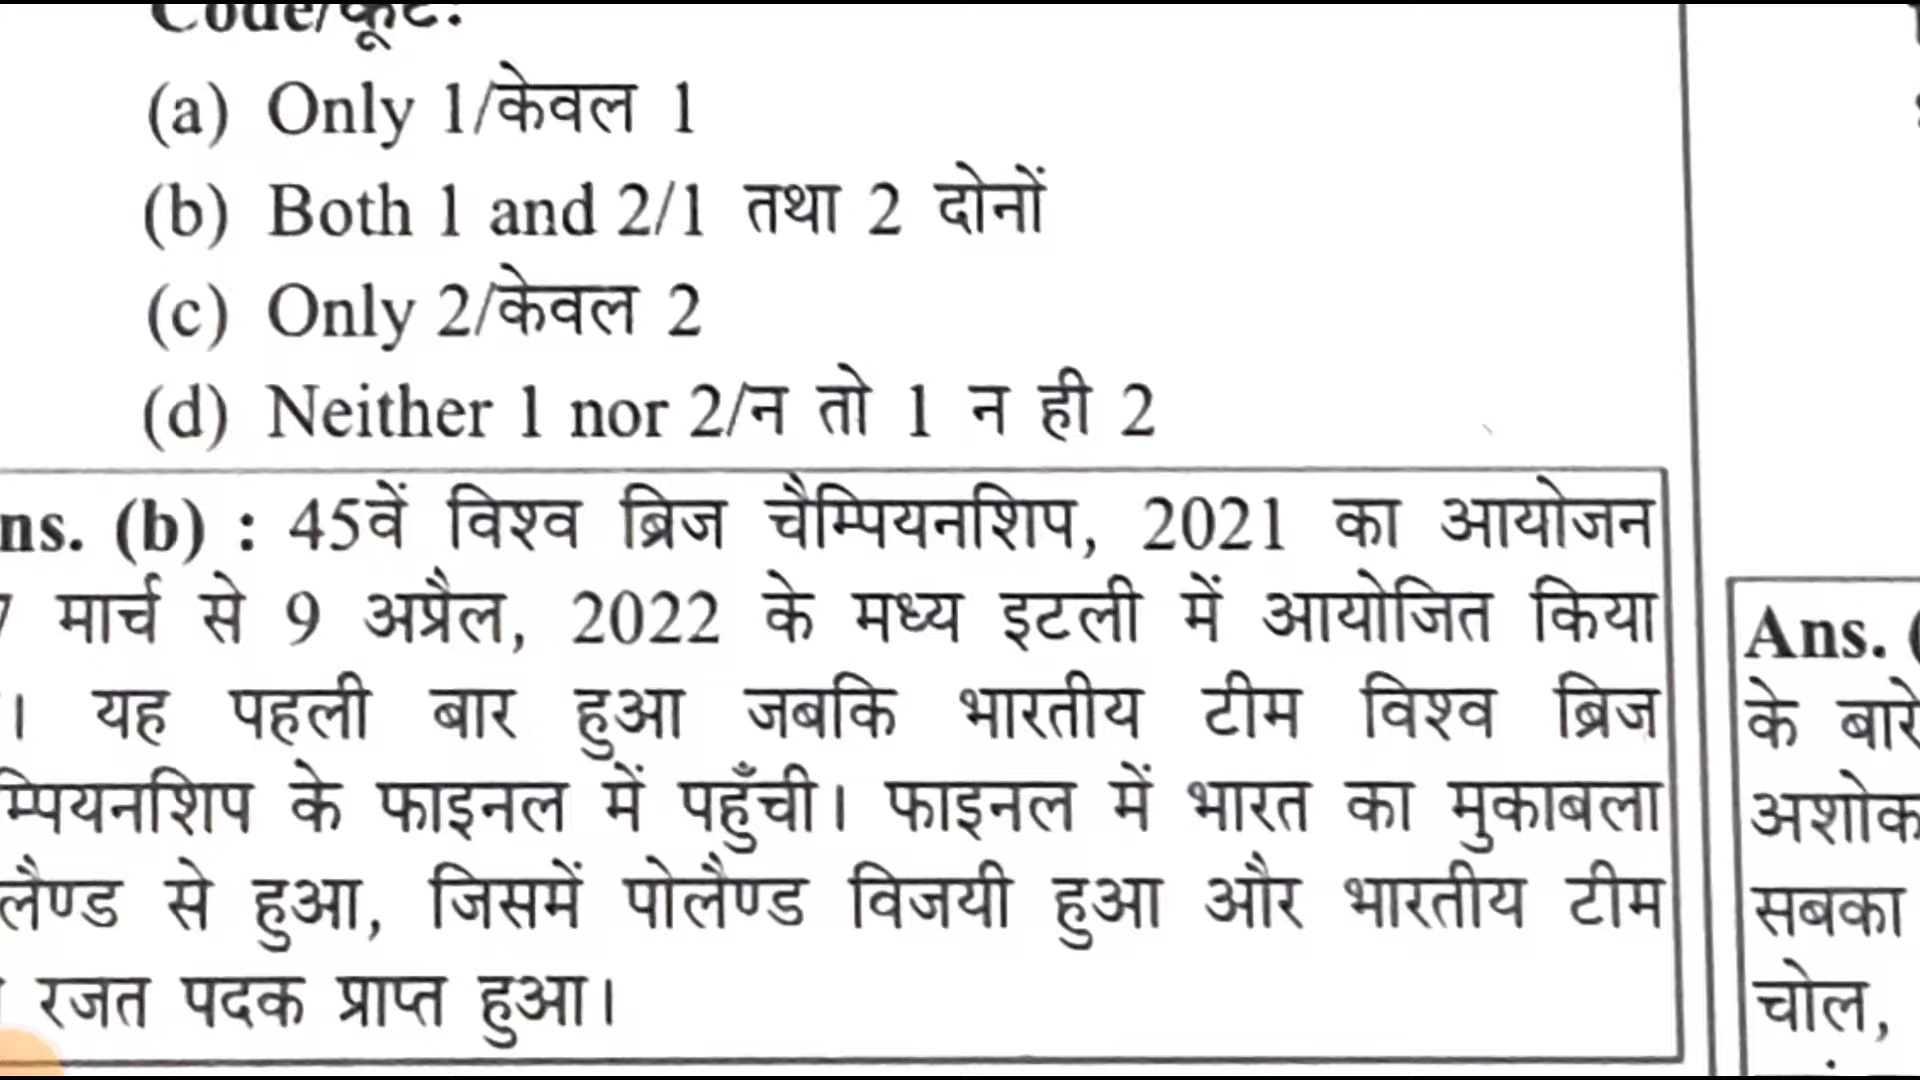 Code/कूट:
(a) Only 1/केवल 1
(b) Both 1 and 2/1 तथा 2 दोनों
(c) Only 2/केवल 2
(d) Neither 1 nor 2/न तो 1 न ही 2
ns. (b) : 45वें विश्व ब्रिज चैम्पियनशिप, 2021 का आयोजन
7 मार्च से 9 अप्रैल, 2022 के मध्य इटली में आयोजित किया
। यह पहली बार हुआ जबकि भारतीय टीम विश्व ब्रिज
म्पियनशिप के फाइनल में पहुँची। फाइनल में भारत का मुकाबला
लैण्ड से हुआ, जिसमें पोलैण्ड विजयी हुआ और भारतीय टीम
रजत पदक प्राप्त हुआ।
Ans. (
के बारे
अशोक
सबका
चोल,